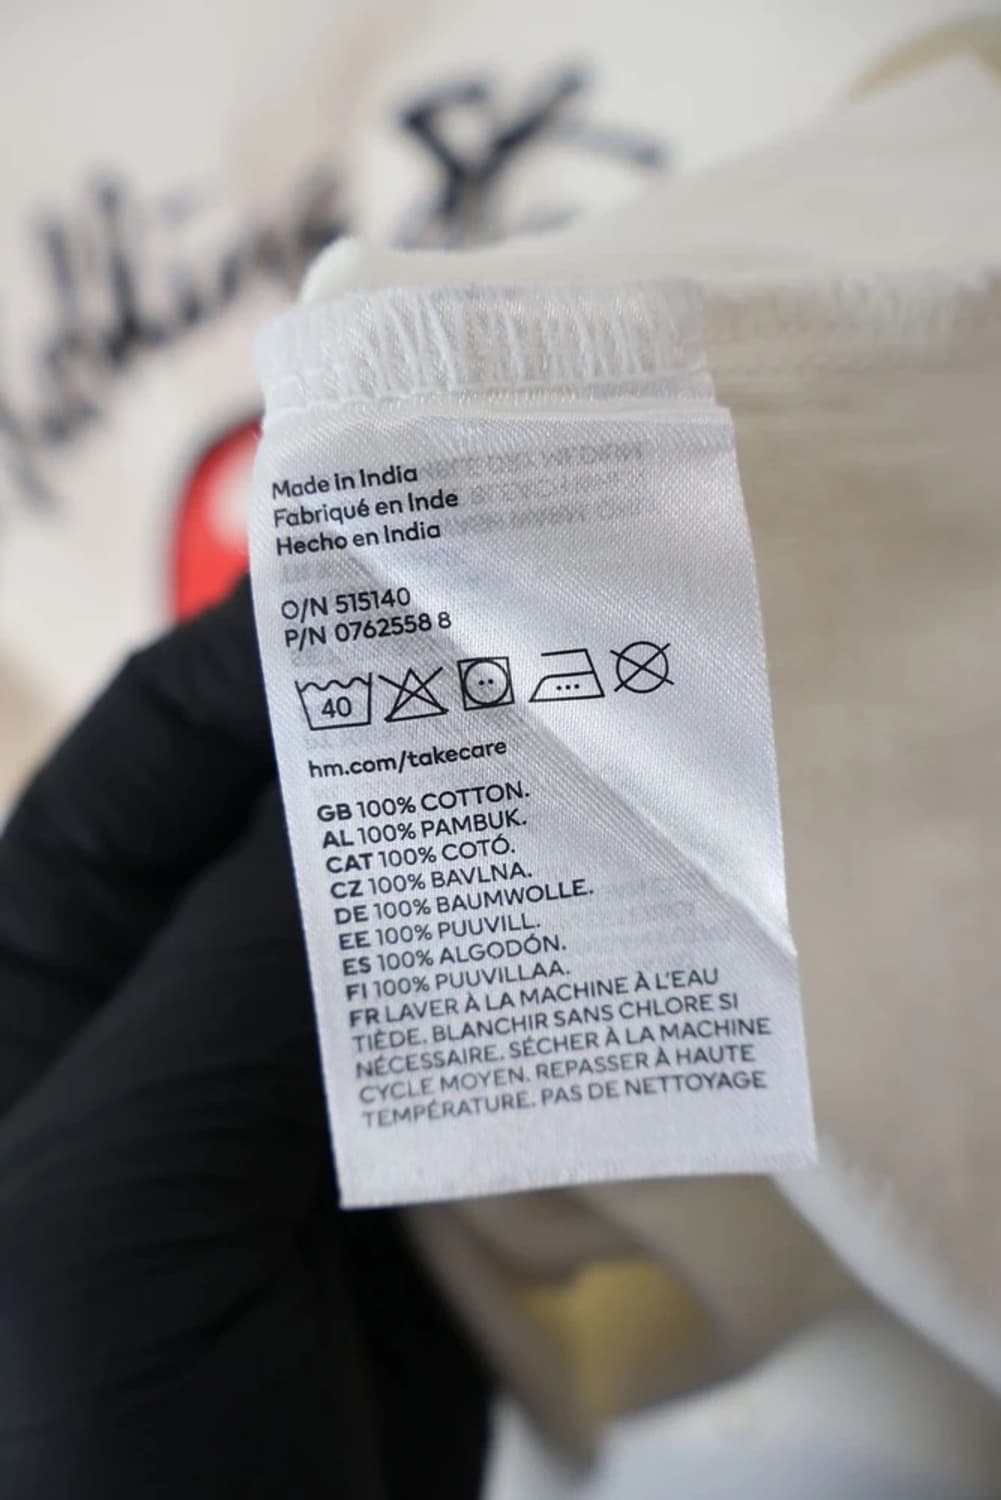 Made in India
Fabriqué en Inde
Hecho en India
O/N 515140
P/N 0762558 8
40
hm.com/takecare
GB 100% COTTON.
AL 100% PAMBUK.
CAT 100% COTÓ.
CZ 100% BAVLNA.
DE 100% BAUMWOLLE.
EE 100% PUUVILL.
ES 100% ALGODÓN.
FI 100% PUUVILLAA.
FR LAVER À LA MACHINE À L'EAU
TIÈDE. BLANCHIR SANS CHLORE SI
NÉCESSAIRE. SÉCHER À LA MACHINE
CYCLE MOYEN. REPASSER À HAUTE
TEMPÉRATURE. PAS DE NETTOYAGE